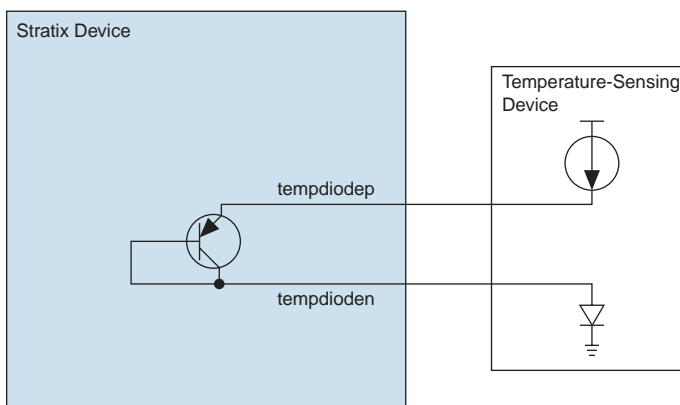 Stratix Device
Temperature-Sensing
Device
tempdiodep
tempdioden